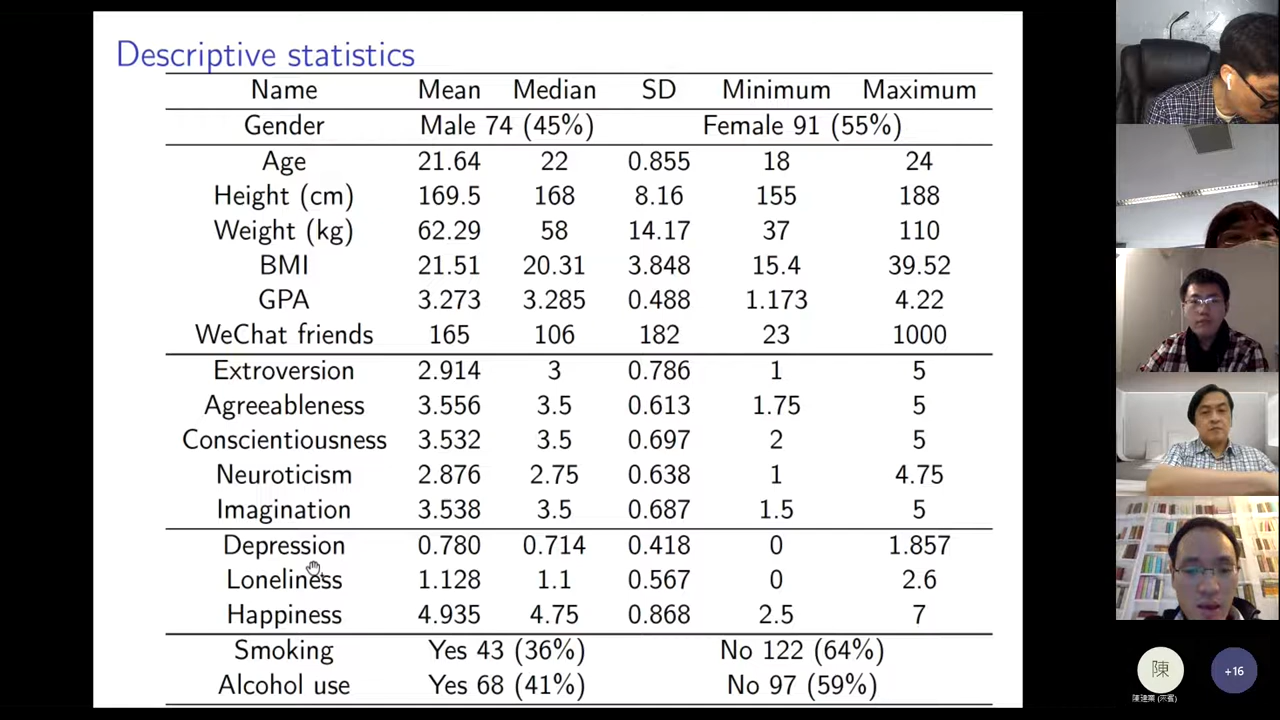 Descriptive statistics
Name Mean Median SD Minimum Maximum
Gender Male 74 (45%) Female 91 (55%)
Age 21.64 22 0.855 18 24
Height (cm) 169.5 168 8.16 155 188
Weight (kg) 62.29 58 14.17 37 110
BMI 21.51 20.31 3.848 15.4 39.52
GPA 3.273 3.285 0.488 1.173 4.22
WeChat friends 165 106 182 23 1000
Extroversion 2.914 3 0.786 1 5
Agreeableness 3.556 3.5 0.613 1.75 5
Conscientiousness 3.532 3.5 0.697 2 5
Neuroticism 2.876 2.75 0.638 1 4.75
Imagination 3.538 3.5 0.687 1.5 5
Depression 0.780 0.714 0.418 0 1.857
Loneliness 1.128 1.1 0.567 0 2.6
Happiness 4.935 4.75 0.868 2.5 7
Smoking Yes 43 (36%) No 122 (64%)
Alcohol use Yes 68 (41%) No 97 (59%)
陳
+16